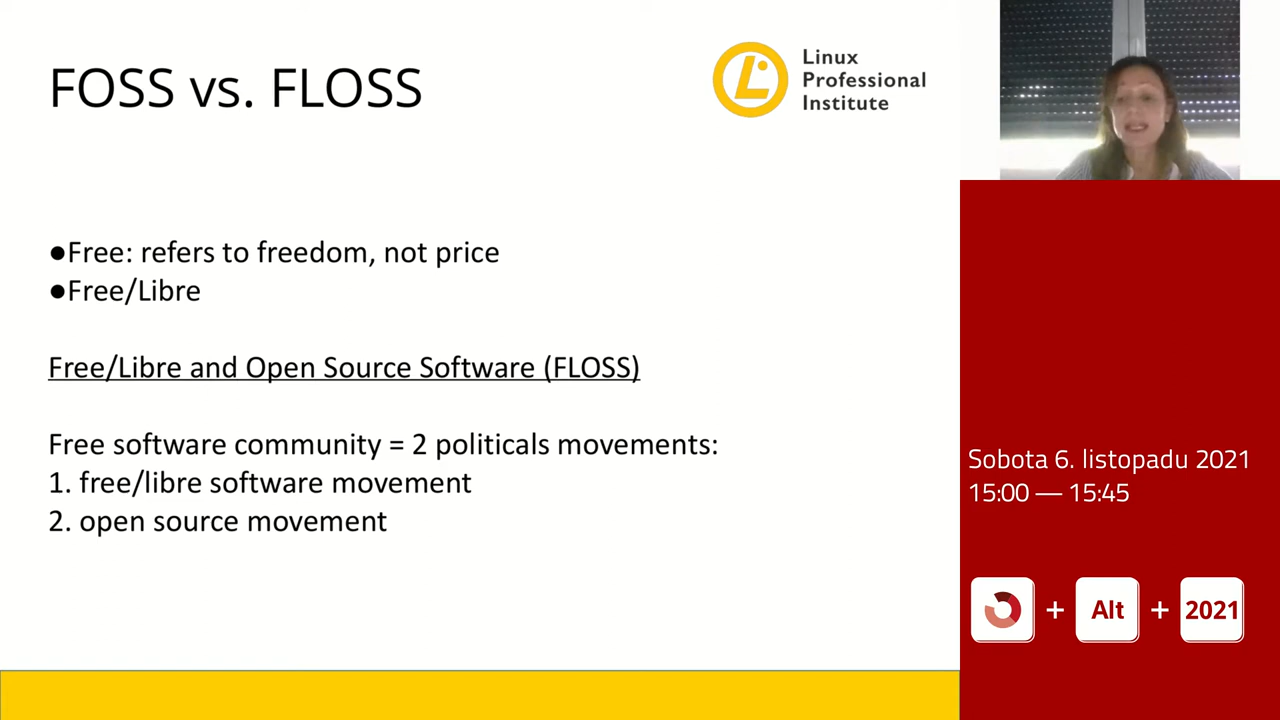 FOSS vs. FLOSS
Linux
Professional
Institute
●Free: refers to freedom, not price
●Free/Libre
Free/Libre and Open Source Software (FLOSS)
Free software community = 2 politicals movements:
1. free/libre software movement
2. open source movement
Sobota 6. listopadu 2021
15:00 — 15:45
+ Alt + 2021